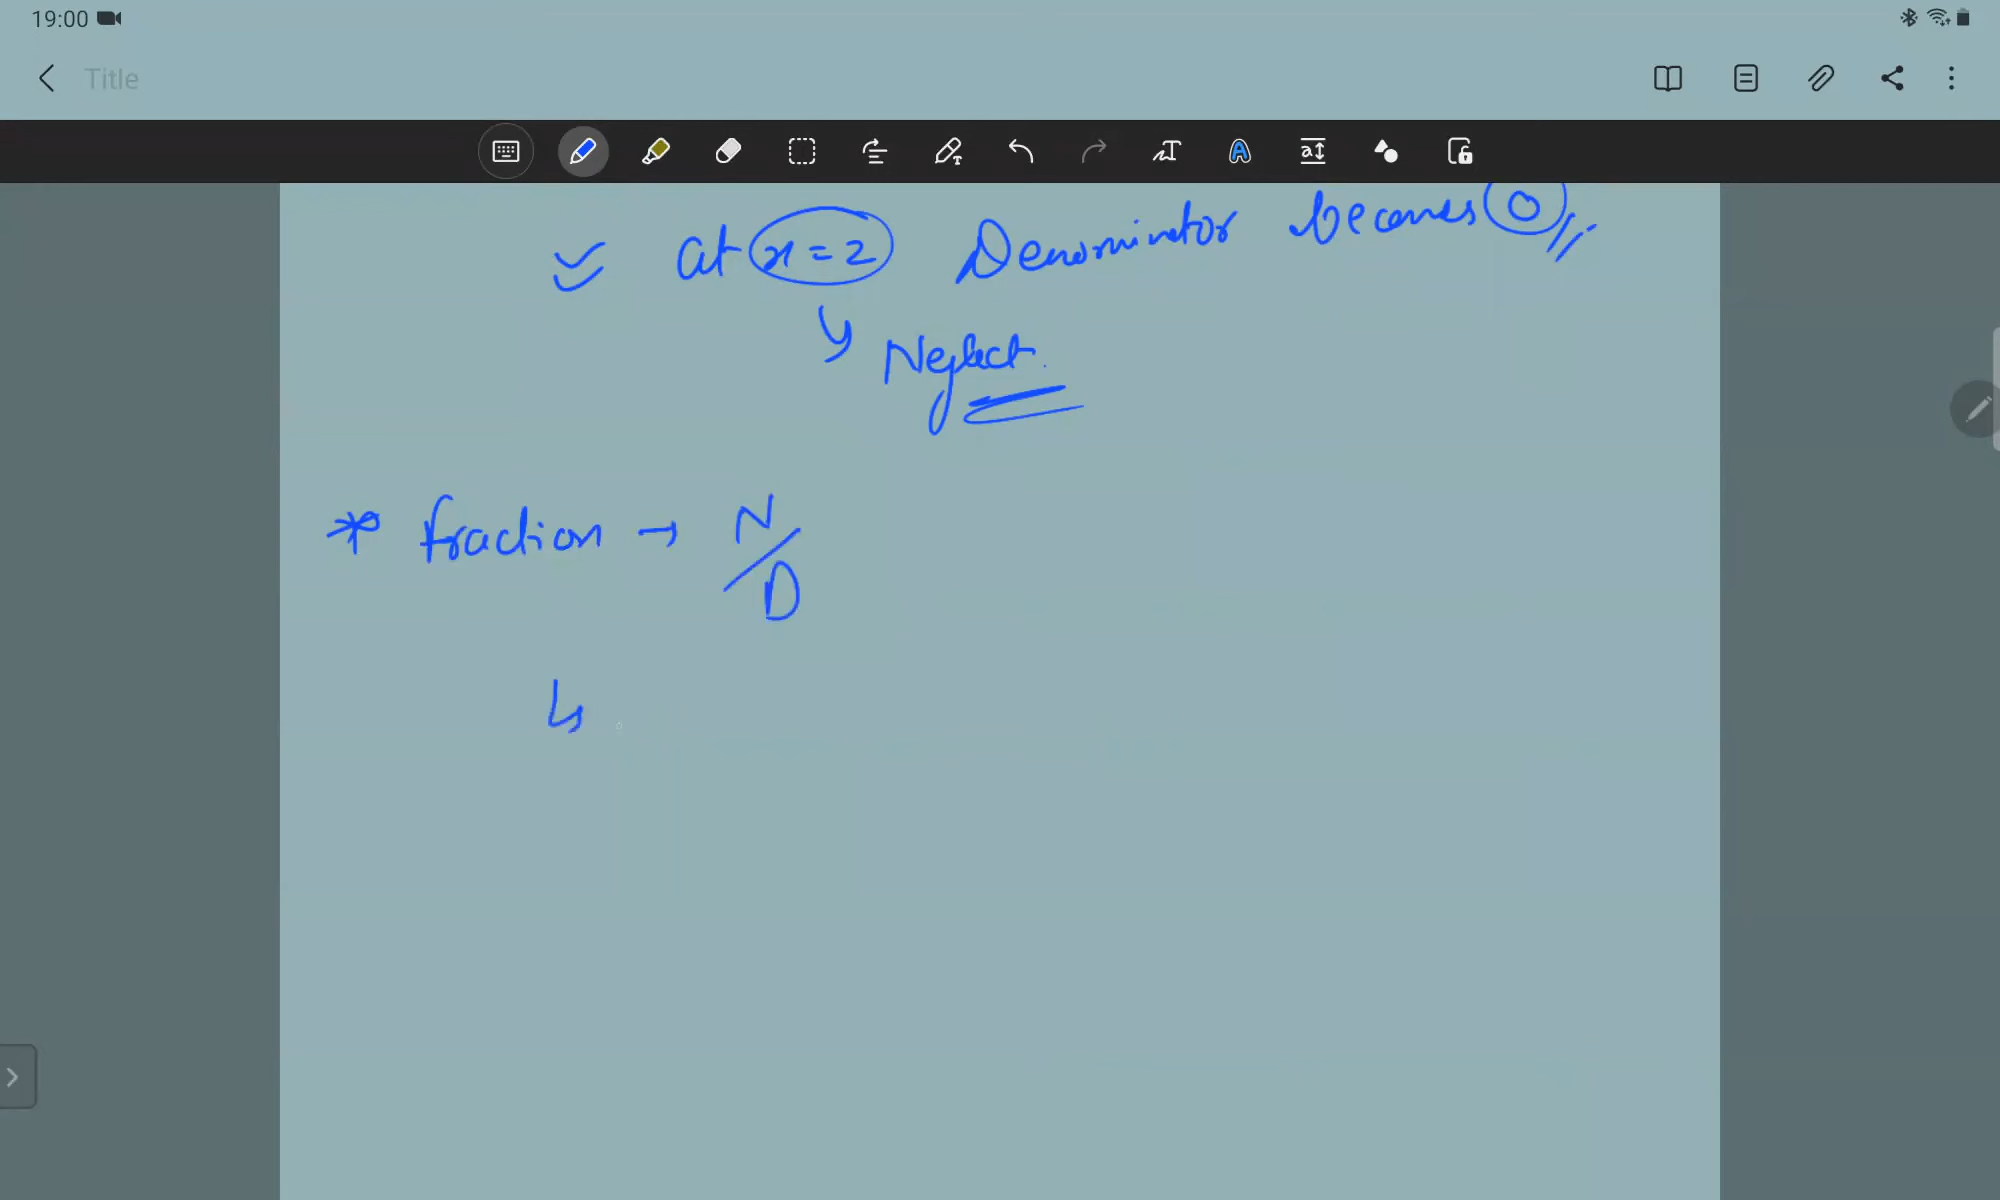 19:00
Title
at x = 2 Denominator becomes 0
Neglect.
* fraction → N/D
↳